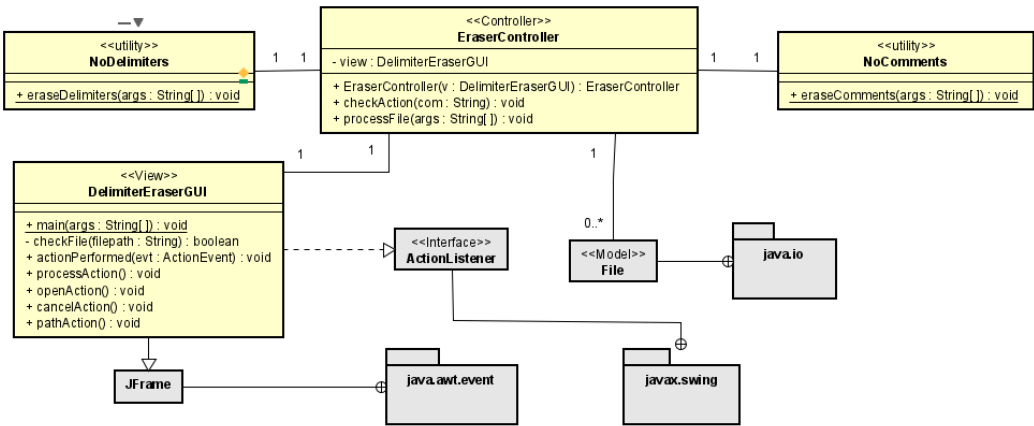 <<utility>>
NoDelimiters
+ eraseDelimiters(args : String[ ]) : void
1
1
<<Controller>>
EraserController
- view : DelimiterEraserGUI
+ EraserController(v : DelimiterEraserGUI) : EraserController
+ checkAction(com : String) : void
+ processFile(args : String[ ]) : void
1
1
<<utility>>
NoComments
+ eraseComments(args : String[ ]) : void
1
1
1
0..*
<<View>>
DelimiterEraserGUI
+ main(args : String[ ]) : void
- checkFile(filepath : String) : boolean
+ actionPerformed(evt : ActionEvent) : void
+ processAction() : void
+ openAction() : void
+ cancelAction() : void
+ pathAction() : void
<<Interface>>
ActionListener
<<Model>>
File
java.io
JFrame
java.awt.event
javax.swing